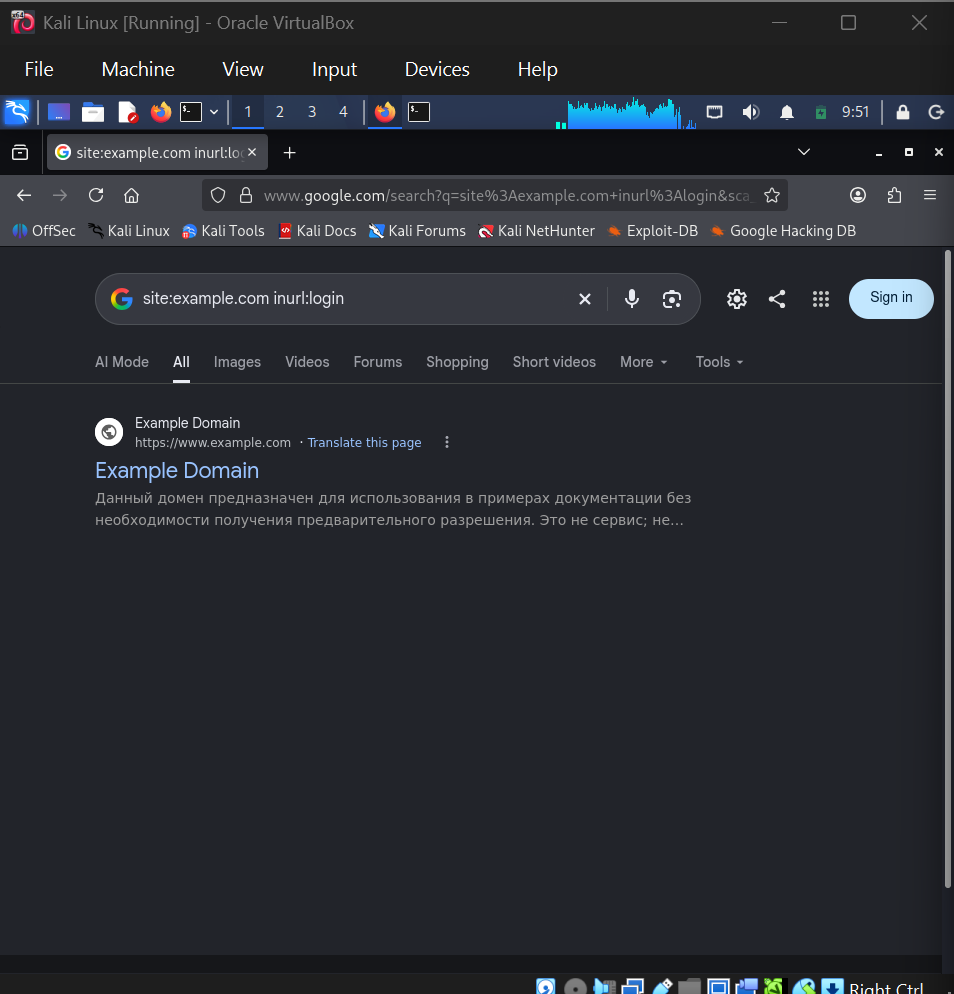 Kali Linux [Running] - Oracle VirtualBox
File Machine View Input Devices Help
1 2 3 4 9:51
site:example.com inurl:lo
www.google.com/search?q=site%3Aexample.com+inurl%3Alogin&sca_
OffSec Kali Linux Kali Tools Kali Docs Kali Forums Kali NetHunter Exploit-DB Google Hacking DB
site:example.com inurl:login Sign in
AI Mode All Images Videos Forums Shopping Short videos More Tools
Example Domain
https://www.example.com · Translate this page
Example Domain
Данный домен предназначен для использования в примерах документации без
необходимости получения предварительного разрешения. Это не сервис; не...
Right Ctrl